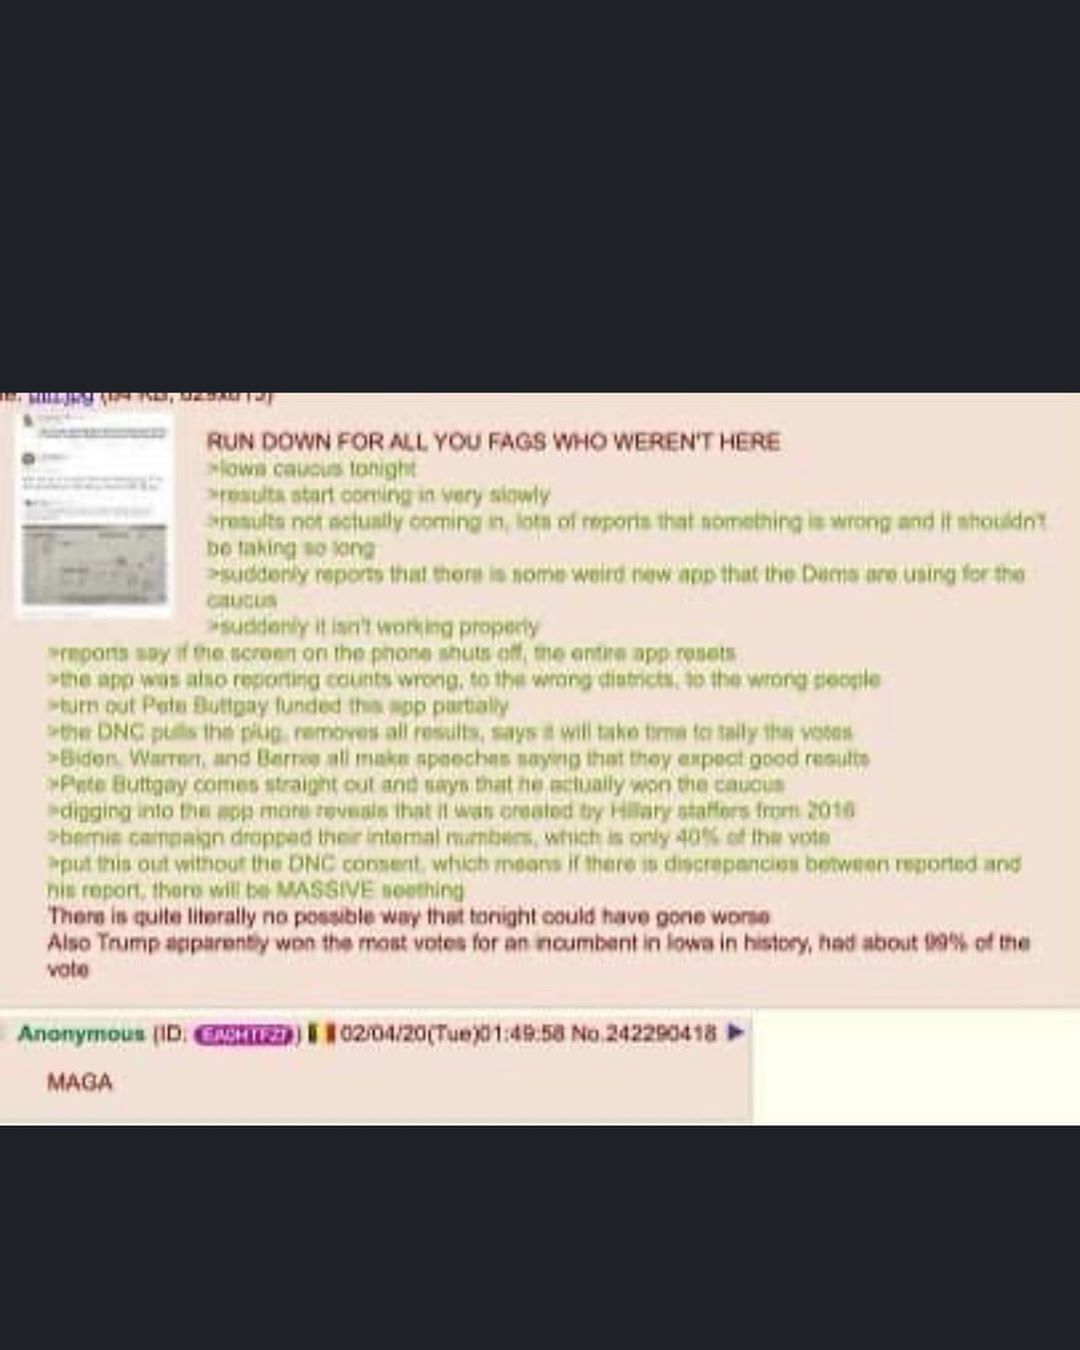 RUN DOWN FOR ALL YOU FAGS WHO WEREN'T HERE
>Iowa caucus tonight
>results start coming in very slowly
>results not actually coming in, lots of reports that something is wrong and it shouldn't
be taking so long
>suddenly reports that there is some weird new app that the Dems are using for the
caucus
>suddenly it isn't working properly
>reports say if the screen on the phone shuts off, the entire app resets
>the app was also reporting counts wrong, to the wrong districts, to the wrong people
>turn out Pete Buttgay funded this app partially
>the DNC pulls the plug, removes all results, says it will take time to tally the votes
>Biden, Warren, and Bernie all make speeches saying that they expect good results
>Pete Buttgay comes straight out and says that he actually won the caucus
>digging into the app more reveals that it was created by Hillary staffers from 2016
>bernie campaign dropped their internal numbers, which is only 40% of the vote
>put this out without the DNC consent, which means if there is discrepancies between reported and
his report, there will be MASSIVE seething
There is quite literally no possible way that tonight could have gone worse
Also Trump apparently won the most votes for an incumbent in Iowa in history, had about 99% of the
vote
Anonymous (ID: ) 02/04/20(Tue)01:49:58 No.242290418
MAGA